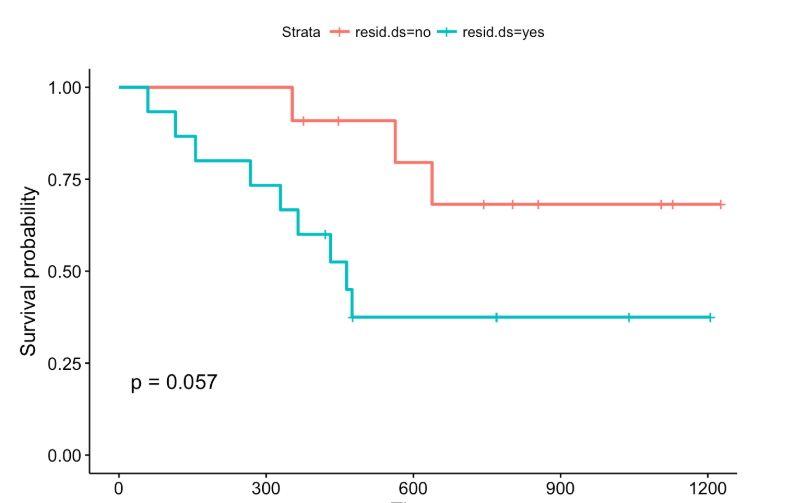 Strata resid.ds=no resid.ds=yes
1.00
0.75
0.50
0.25
0.00
Survival probability
p = 0.057
0 300 600 900 1200